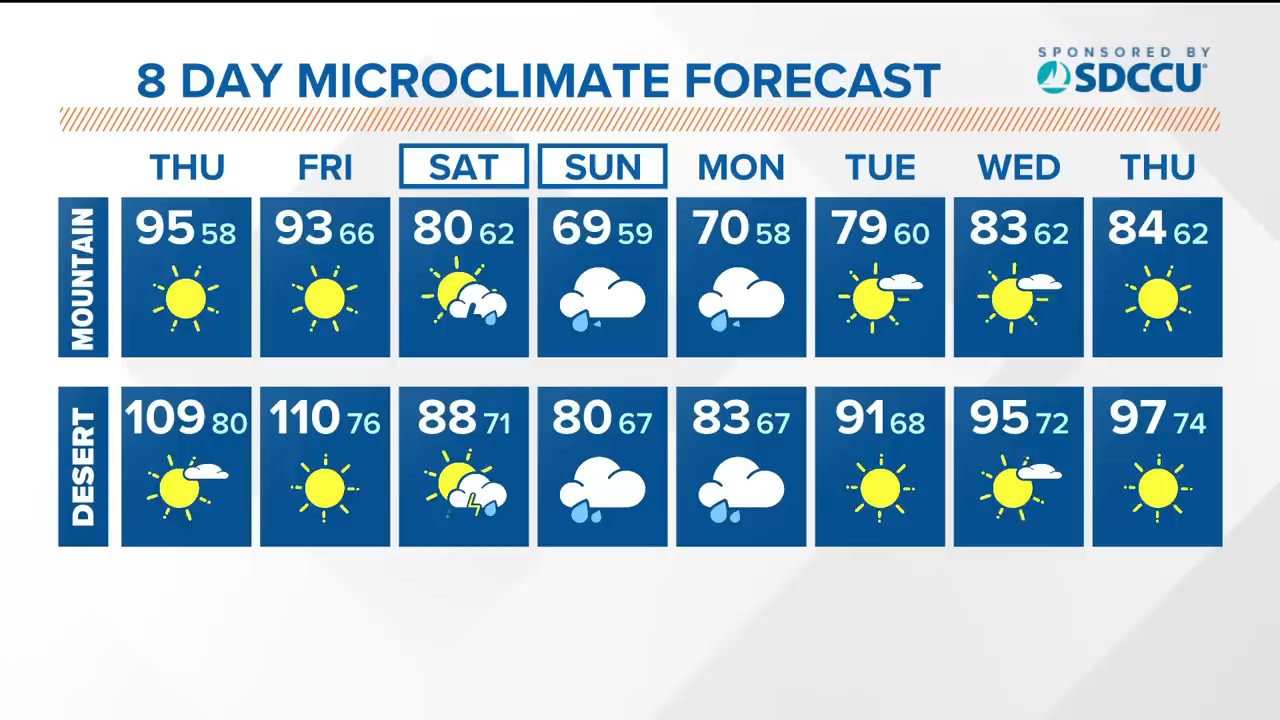 SPONSORED BY
8 DAY MICROCLIMATE FORECAST
SDCCU®
THU FRI SAT SUN MON TUE WED THU
MOUNTAIN
95 58 93 66 80 62 69 59 70 58 79 60 83 62 84 62
DESERT
109 80 110 76 88 71 80 67 83 67 91 68 95 72 97 74